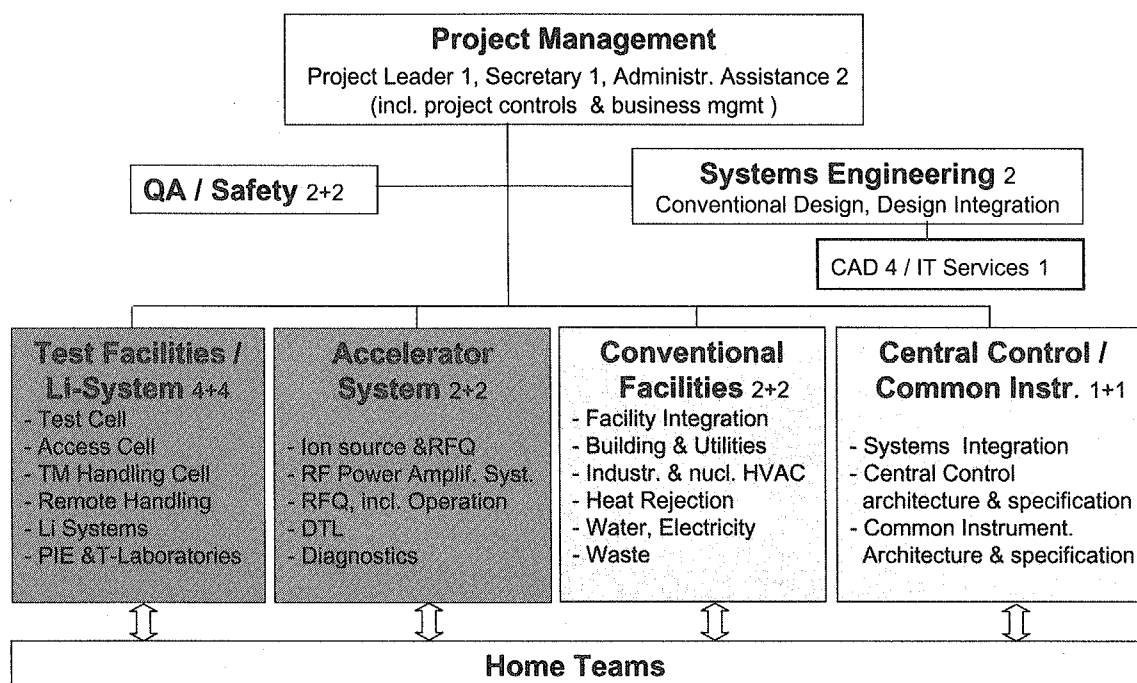 Project Management
Project Leader 1, Secretary 1, Administr. Assistance 2
(incl. project controls & business mgmt )
QA / Safety 2+2
Systems Engineering 2
Conventional Design, Design Integration
CAD 4 / IT Services 1
Test Facilities /
Li-System 4+4
- Test Cell
- Access Cell
- TM Handling Cell
- Remote Handling
- Li Systems
- PIE &T-Laboratories
Accelerator
System 2+2
- Ion source &RFQ
- RF Power Amplif. Syst.
- RFQ, incl. Operation
- DTL
- Diagnostics
Conventional
Facilities 2+2
- Facility Integration
- Building & Utilities
- Industr. & nucl. HVAC
- Heat Rejection
- Water, Electricity
- Waste
Central Control /
Common Instr. 1+1
- Systems Integration
- Central Control
architecture & specification
- Common Instrument.
Architecture & specification
Home Teams